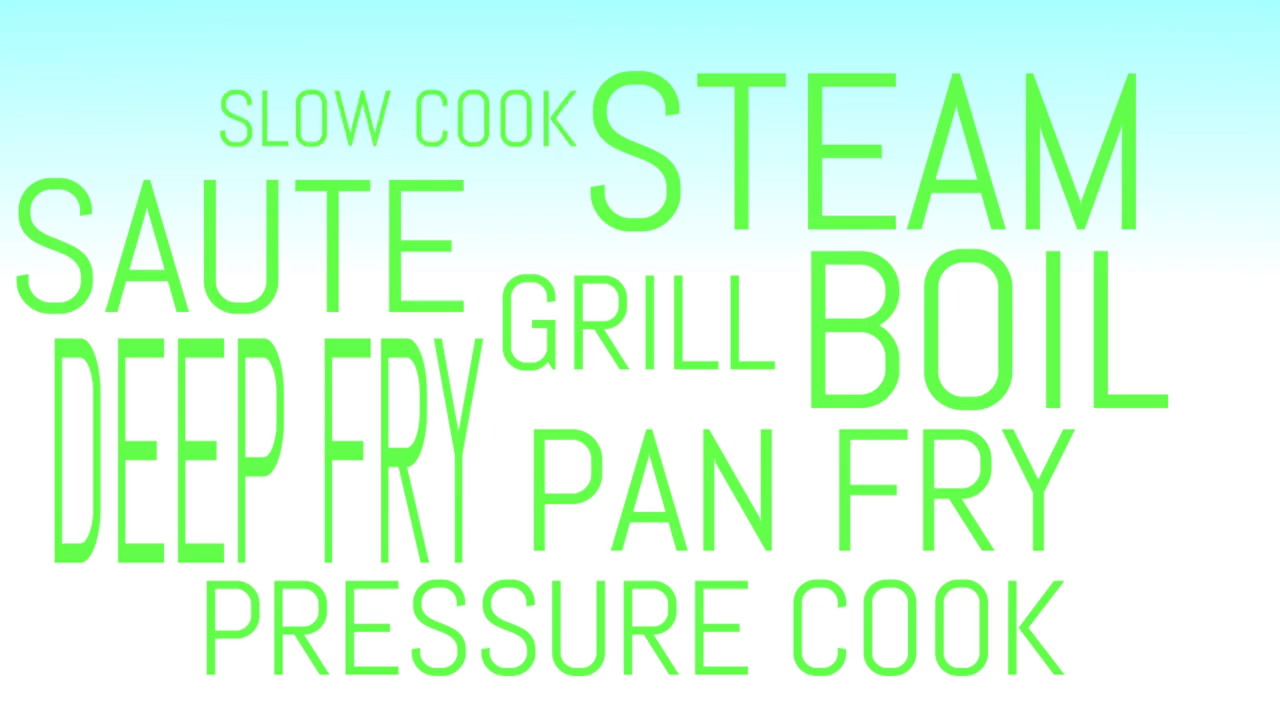 SLOW COOK
STEAM
SAUTE
GRILL
BOIL
DEEP FRY
PAN FRY
PRESSURE COOK